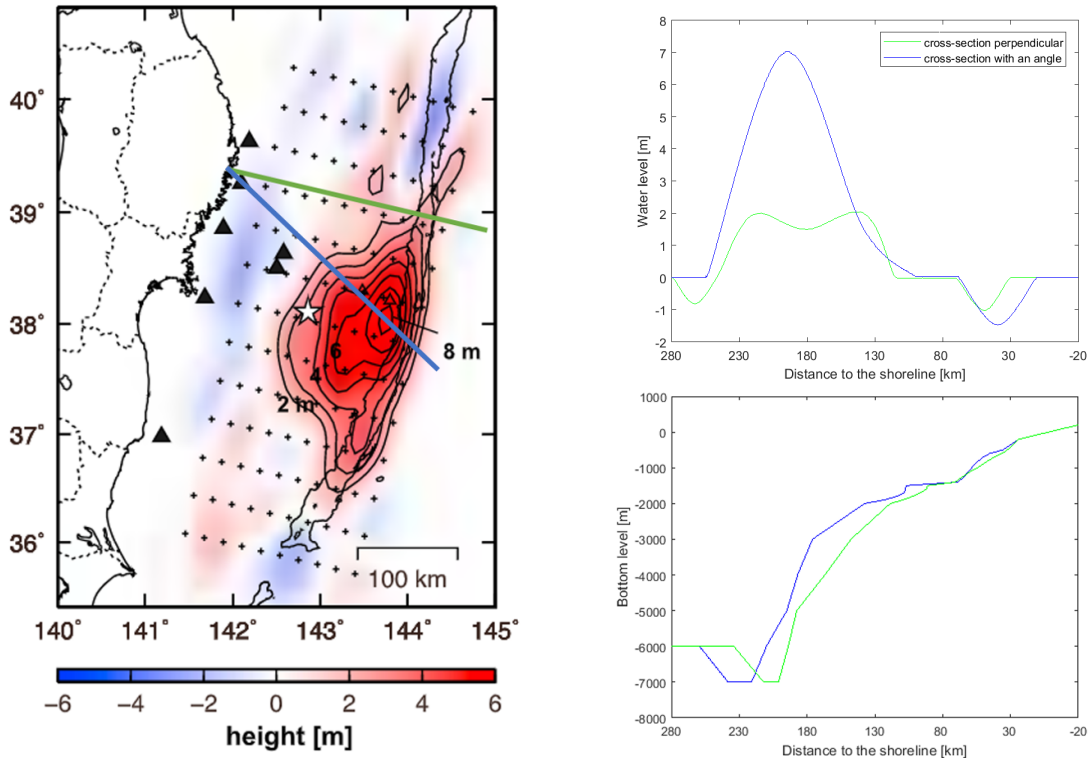 40°
39°
38°
37°
36°
6
4
2 m
8 m
100 km
140° 141° 142° 143° 144° 145°
−6 −4 −2 0 2 4 6
height [m]
8
7
6
5
4
3
2
1
0
-1
-2
Water level [m]
cross-section perpendicular
cross-section with an angle
280 230 180 130 80 30 -20
Distance to the shoreline [km]
1000
0
-1000
-2000
-3000
-4000
-5000
-6000
-7000
-8000
Bottom level [m]
280 230 180 130 80 30 -20
Distance to the shoreline [km]